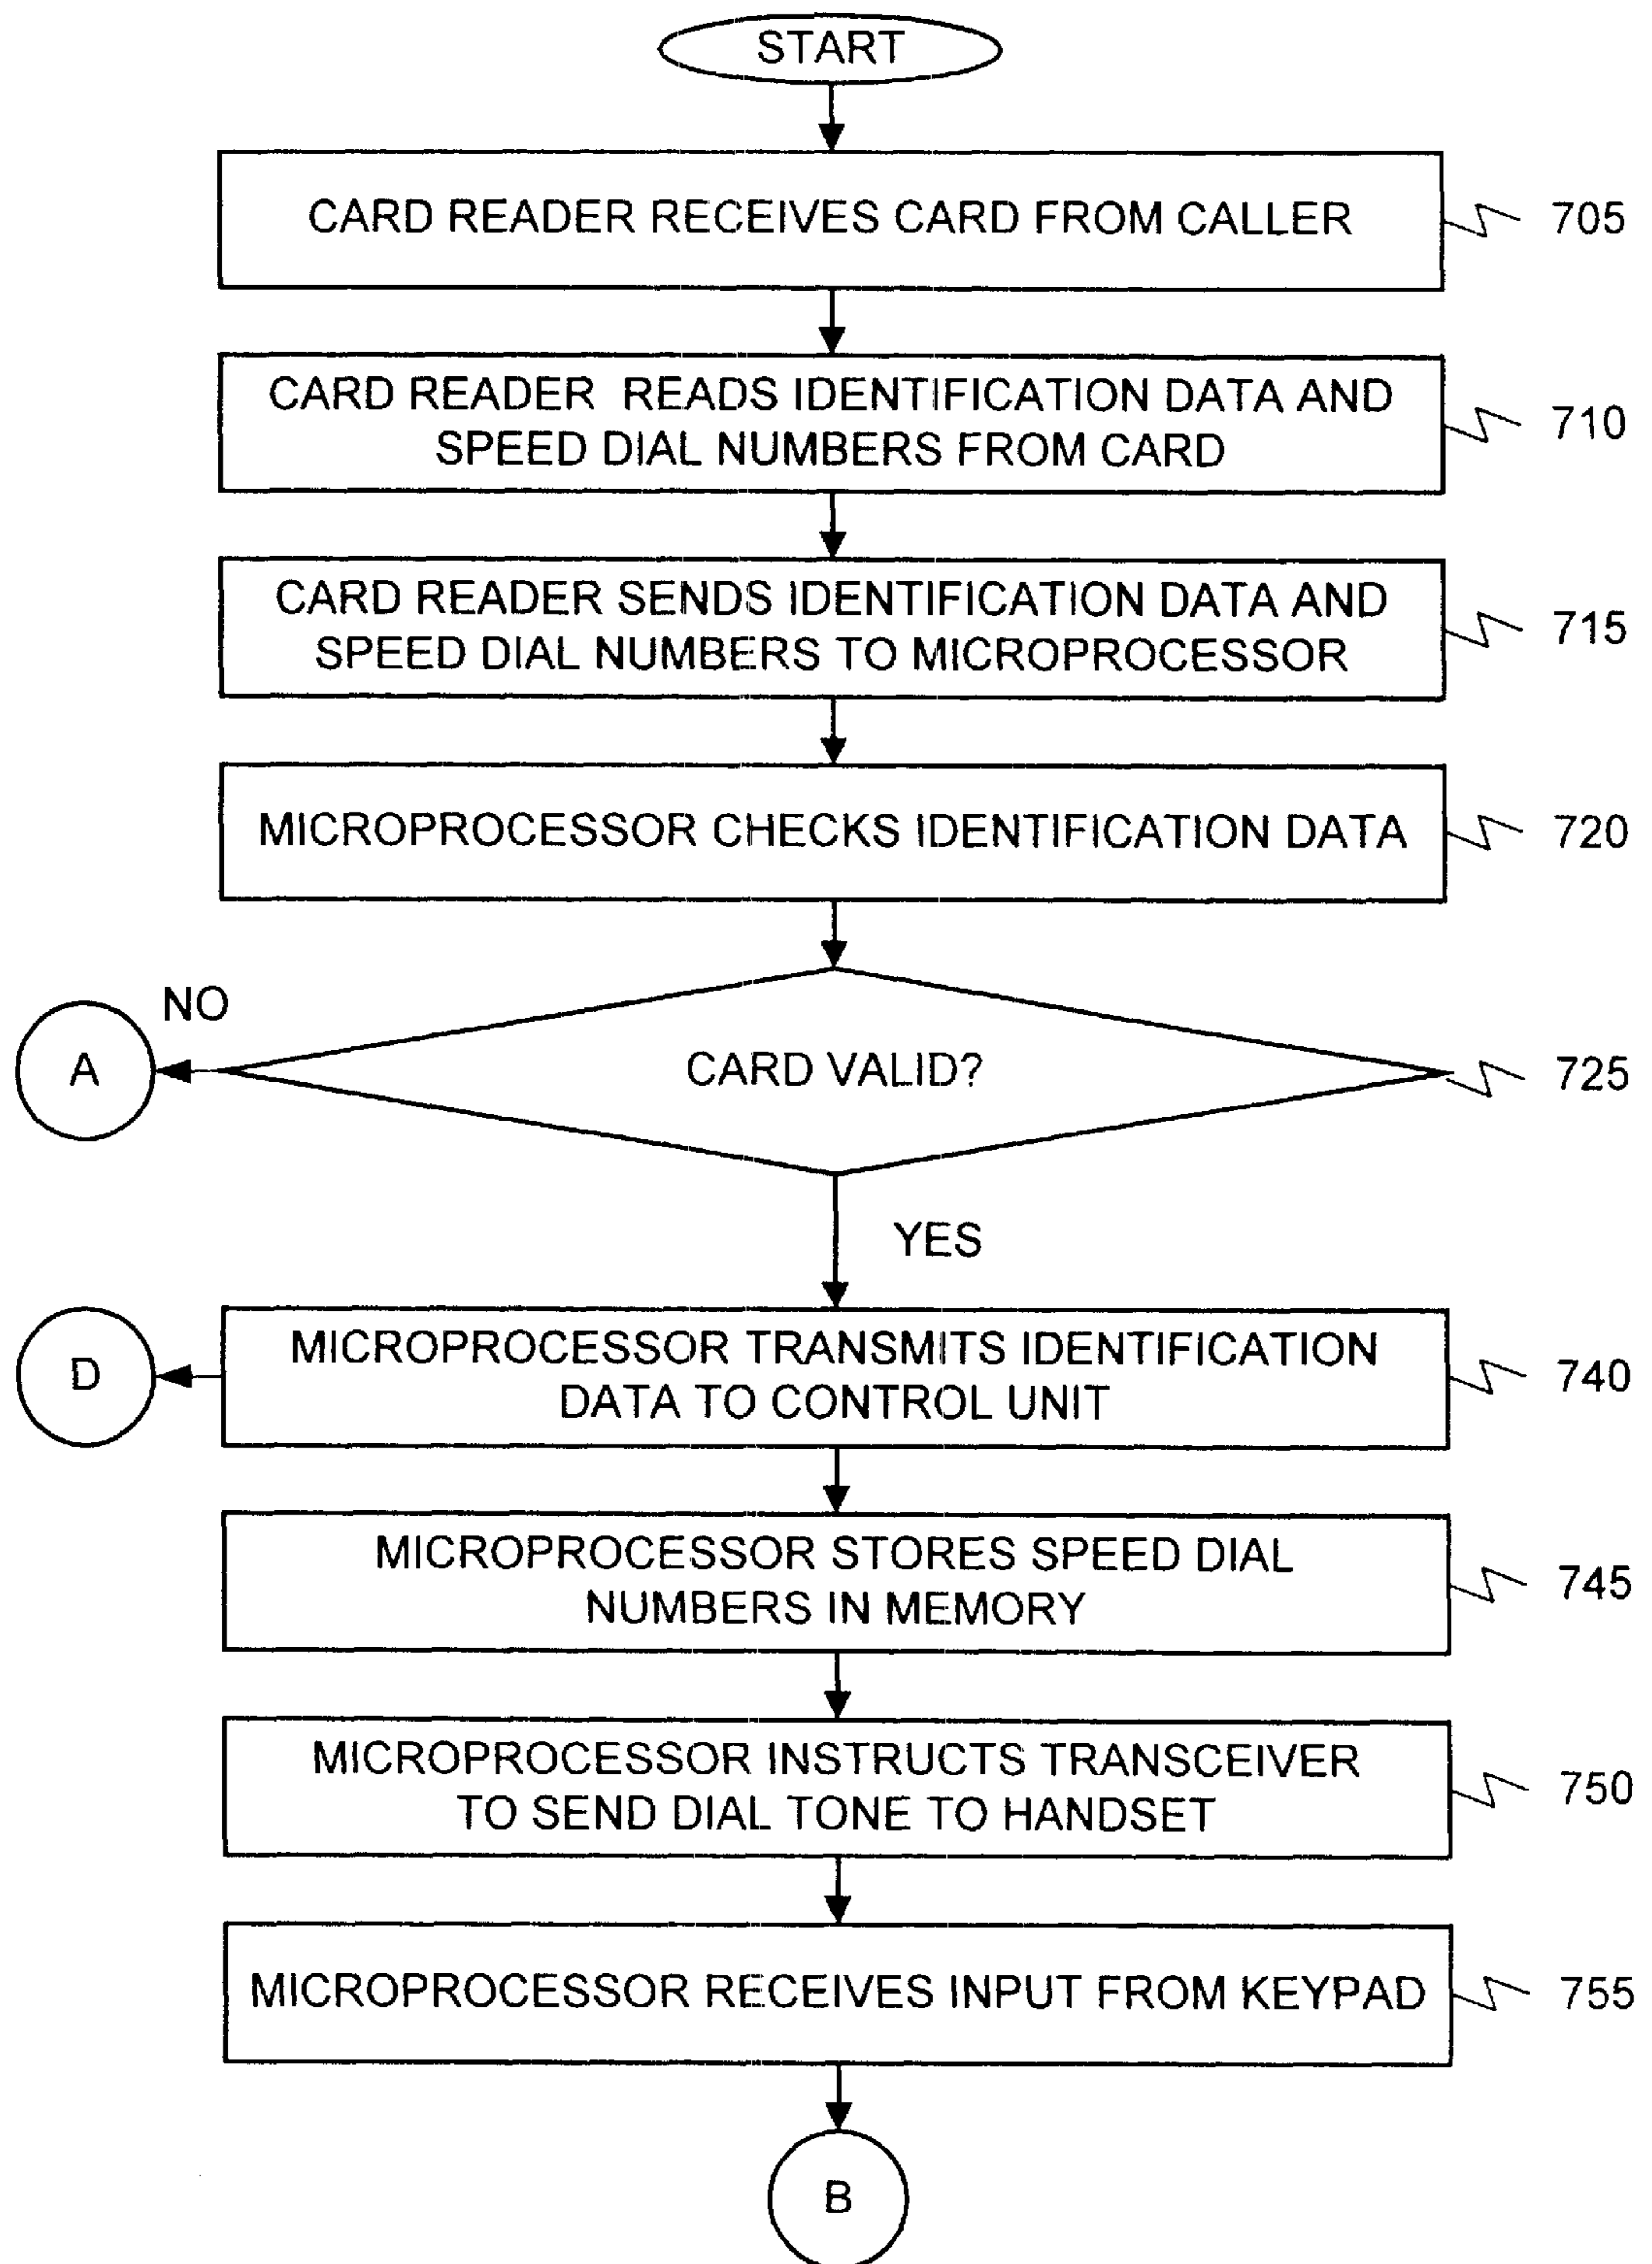 START
CARD READER RECEIVES CARD FROM CALLER
705
CARD READER READS IDENTIFICATION DATA AND
SPEED DIAL NUMBERS FROM CARD
710
CARD READER SENDS IDENTIFICATION DATA AND
SPEED DIAL NUMBERS TO MICROPROCESSOR
715
MICROPROCESSOR CHECKS IDENTIFICATION DATA
720
NO
A
CARD VALID?
725
YES
D
MICROPROCESSOR TRANSMITS IDENTIFICATION
DATA TO CONTROL UNIT
740
MICROPROCESSOR STORES SPEED DIAL
NUMBERS IN MEMORY
745
MICROPROCESSOR INSTRUCTS TRANSCEIVER
TO SEND DIAL TONE TO HANDSET
750
MICROPROCESSOR RECEIVES INPUT FROM KEYPAD
755
B